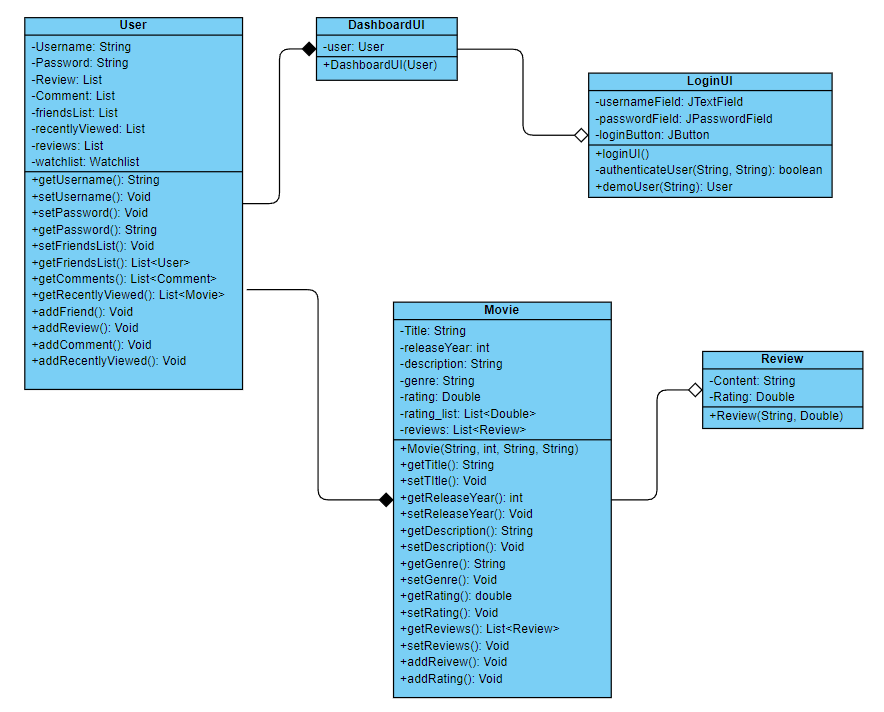 User
-Username: String
-Password: String
-Review: List
-Comment: List
-friendsList: List
-recentlyViewed: List
-reviews: List
-watchlist: Watchlist
+getUsername(): String
+setUsername(): Void
+setPassword(): Void
+getPassword(): String
+setFriendsList(): Void
+getFriendsList(): List<User>
+getComments(): List<Comment>
+getRecentlyViewed(): List<Movie>
+addFriend(): Void
+addReview(): Void
+addComment(): Void
+addRecentlyViewed(): Void
DashboardUI
-user: User
+DashboardUI(User)
LoginUI
-usernameField: JTextField
-passwordField: JPasswordField
-loginButton: JButton
+loginUI()
-authenticateUser(String, String): boolean
+demoUser(String): User
Movie
-Title: String
-releaseYear: int
-description: String
-genre: String
-rating: Double
-rating_list: List<Double>
-reviews: List<Review>
+Movie(String, int, String, String)
+getTitle(): String
+setTItle(): Void
+getReleaseYear(): int
+setReleaseYear(): Void
+getDescription(): String
+setDescription(): Void
+getGenre(): String
+setGenre(): Void
+getRating(): double
+setRating(): Void
+getReviews(): List<Review>
+setReviews(): Void
+addReivew(): Void
+addRating(): Void
Review
-Content: String
-Rating: Double
+Review(String, Double)